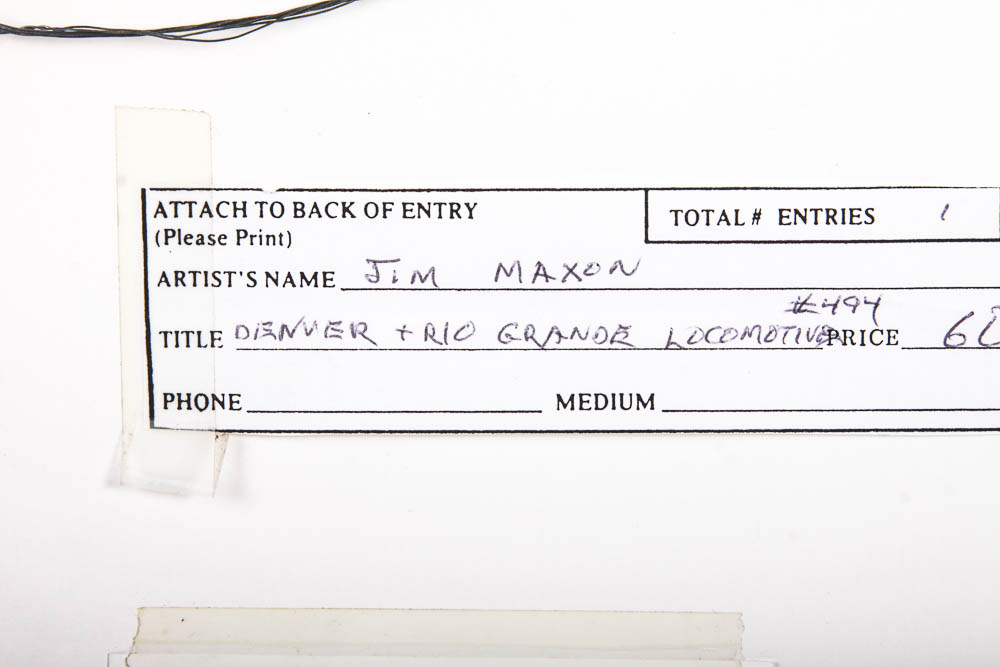 ATTACH TO BACK OF ENTRY
(Please Print)
TOTAL # ENTRIES 1
ARTIST'S NAME JIM MAXON
#494
TITLE DENVER + RIO GRANDE LOCOMOTIVE PRICE
PHONE MEDIUM